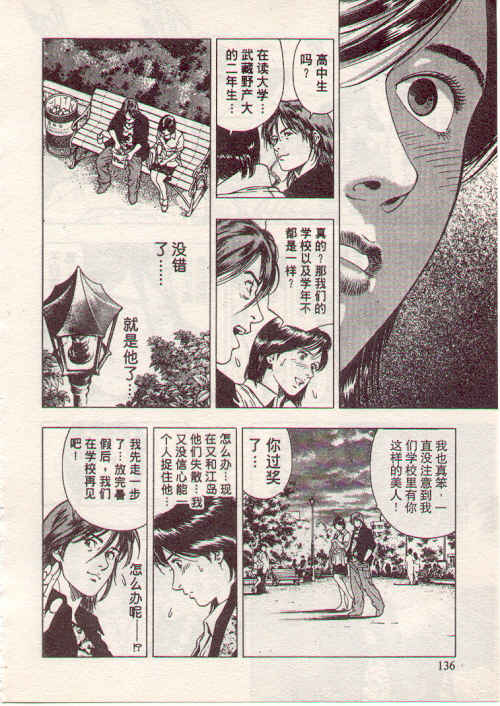 高中生
吗？
在读大学…
武藏野产大
的二年生…
真的？那我们的
学校以及学年不
都是一样？
没错
了……
就
是
他
了…
我也真笨．一
直没注意到我
们学校里有你
这样的美人！
你过奖
了…
怎么办…现
在又和江岛
他们失散…我
又没信心能
个人捉住他…
我先走一步
了…放完暑
假后，我们
在学校再见
吧！
怎么办呢——!?
136